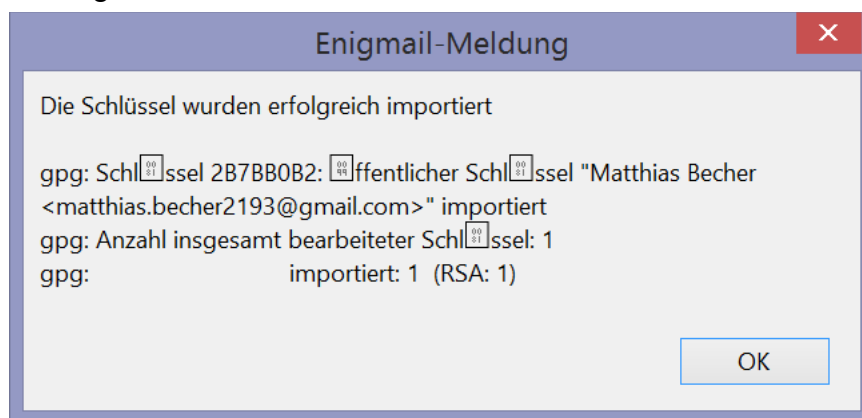 Enigmail-Meldung
Die Schlüssel wurden erfolgreich importiert
gpg: Schl�ssel 2B7BB0B2: �ffentlicher Schl�ssel "Matthias Becher
<matthias.becher2193@gmail.com>" importiert
gpg: Anzahl insgesamt bearbeiteter Schl�ssel: 1
gpg: importiert: 1 (RSA: 1)
OK